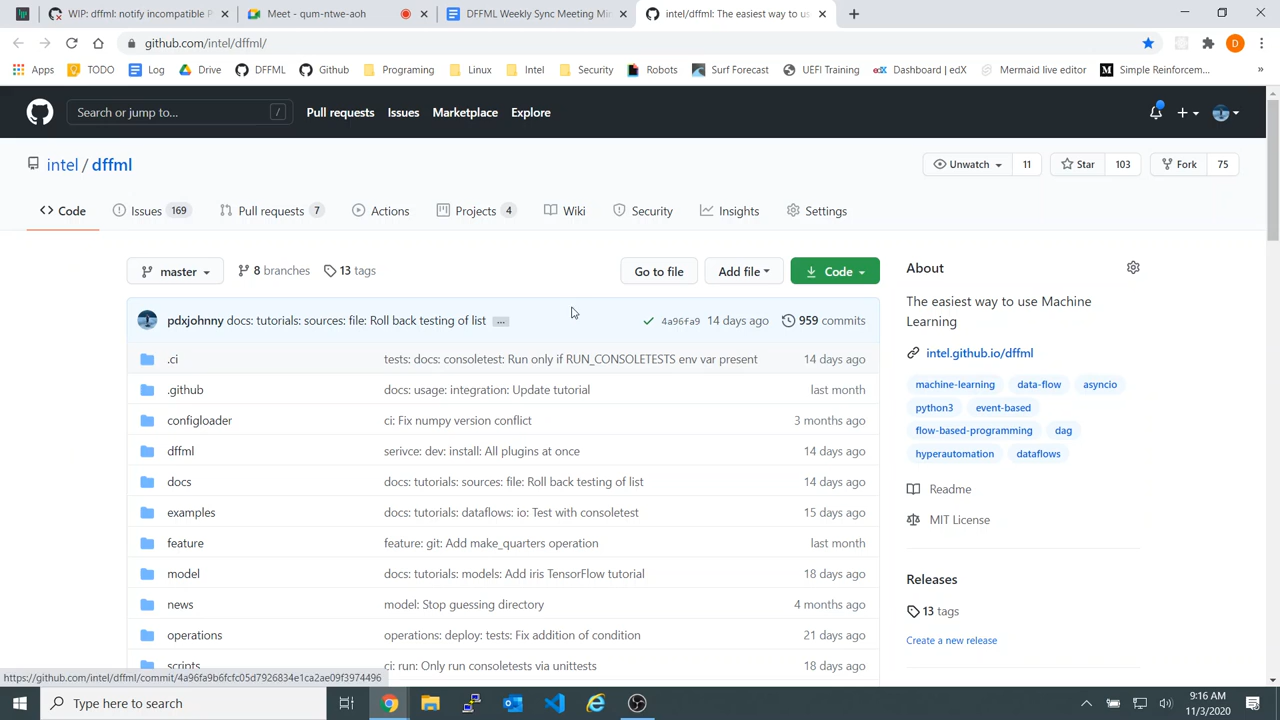 WIP: dffml: notify incompatible P
Meet - qum-ntwe-aoh
DFFML Weekly Sync Meeting Min
intel/dffml: The easiest way to us
github.com/intel/dffml/
Apps
TODO
Log
Drive
DFFML
Github
Programing
Linux
Intel
Security
Robots
Surf Forecast
UEFI Training
edX
Dashboard | edX
Mermaid live editor
Simple Reinforcem...
»
Search or jump to...
/
Pull requests
Issues
Marketplace
Explore
intel / dffml
Unwatch
11
Star
103
Fork
75
Code
Issues 169
Pull requests 7
Actions
Projects 4
Wiki
Security
Insights
Settings
master
8 branches
13 tags
Go to file
Add file
Code
pdxjohnny docs: tutorials: sources: file: Roll back testing of list ...
4a96fa9 14 days ago
959 commits
.ci tests: docs: consoletest: Run only if RUN_CONSOLETESTS env var present 14 days ago
.github docs: usage: integration: Update tutorial last month
configloader ci: Fix numpy version conflict 3 months ago
dffml serivce: dev: install: All plugins at once 14 days ago
docs docs: tutorials: sources: file: Roll back testing of list 14 days ago
examples docs: tutorials: dataflows: io: Test with consoletest 15 days ago
feature feature: git: Add make_quarters operation last month
model docs: tutorials: models: Add iris TensorFlow tutorial 18 days ago
news model: Stop guessing directory 4 months ago
operations operations: deploy: tests: Fix addition of condition 21 days ago
scripts ci: run: Only run consoletests via unittests 18 days ago
About
The easiest way to use Machine
Learning
intel.github.io/dffml
machine-learning data-flow asyncio
python3 event-based
flow-based-programming dag
hyperautomation dataflows
Readme
MIT License
Releases
13 tags
Create a new release
https://github.com/intel/dffml/commit/4a96fa9b6fcfc05d7926834e1ca2ae09f3974496
Type here to search
9:16 AM
11/3/2020